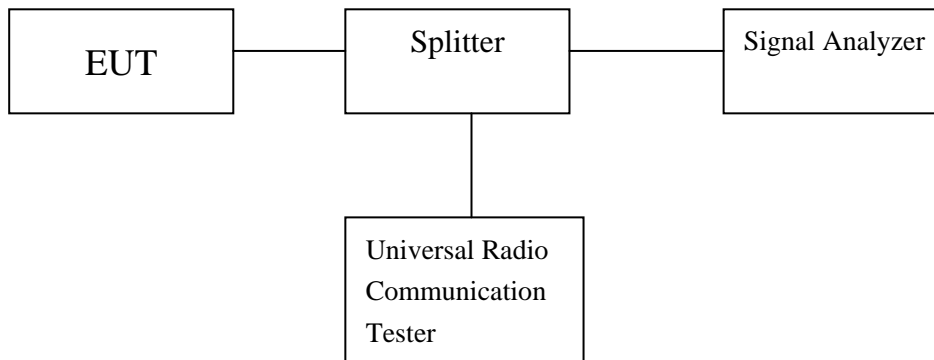 EUT
Splitter
Signal Analyzer
Universal Radio
Communication
Tester